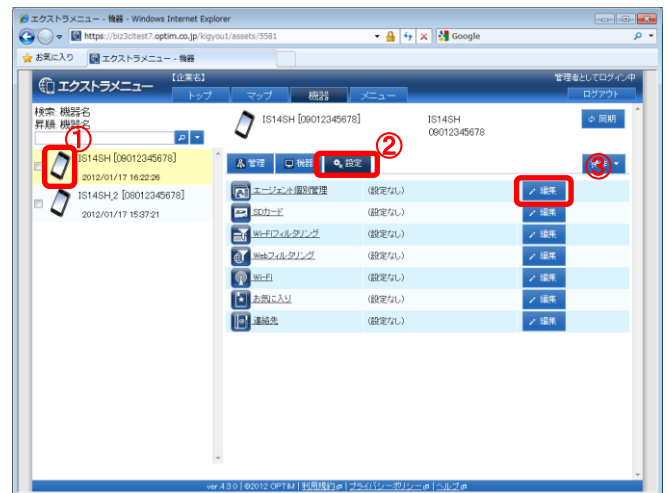 エクストラメニュー - 機器 - Windows Internet Explorer
https://biz3citest7.optim.co.jp/kigyou1/assets/5581
Google
お気に入り
エクストラメニュー - 機器
エクストラメニュー
[企業名]
管理者としてログイン中
トップ
マップ
機器
メニュー
ログアウト
検索: 機器名
昇順: 機器名
①
IS14SH [09012345678]
2012/01/17 16:22:26
IS14SH_2 [08012345678]
2012/01/17 15:37:21
IS14SH [09012345678]
IS14SH
09012345678
同期
②
③
管理
機器
設定
エージェント個別管理
(設定なし)
編集
SDカード
(設定なし)
編集
Wi-Fiフィルタリング
(設定なし)
編集
Webフィルタリング
(設定なし)
編集
Wi-Fi
(設定なし)
編集
お気に入り
(設定なし)
編集
連絡先
(設定なし)
編集
ver.4.3.0 | ©2012 OPTiM | 利用規約 | プライバシーポリシー | ヘルプ